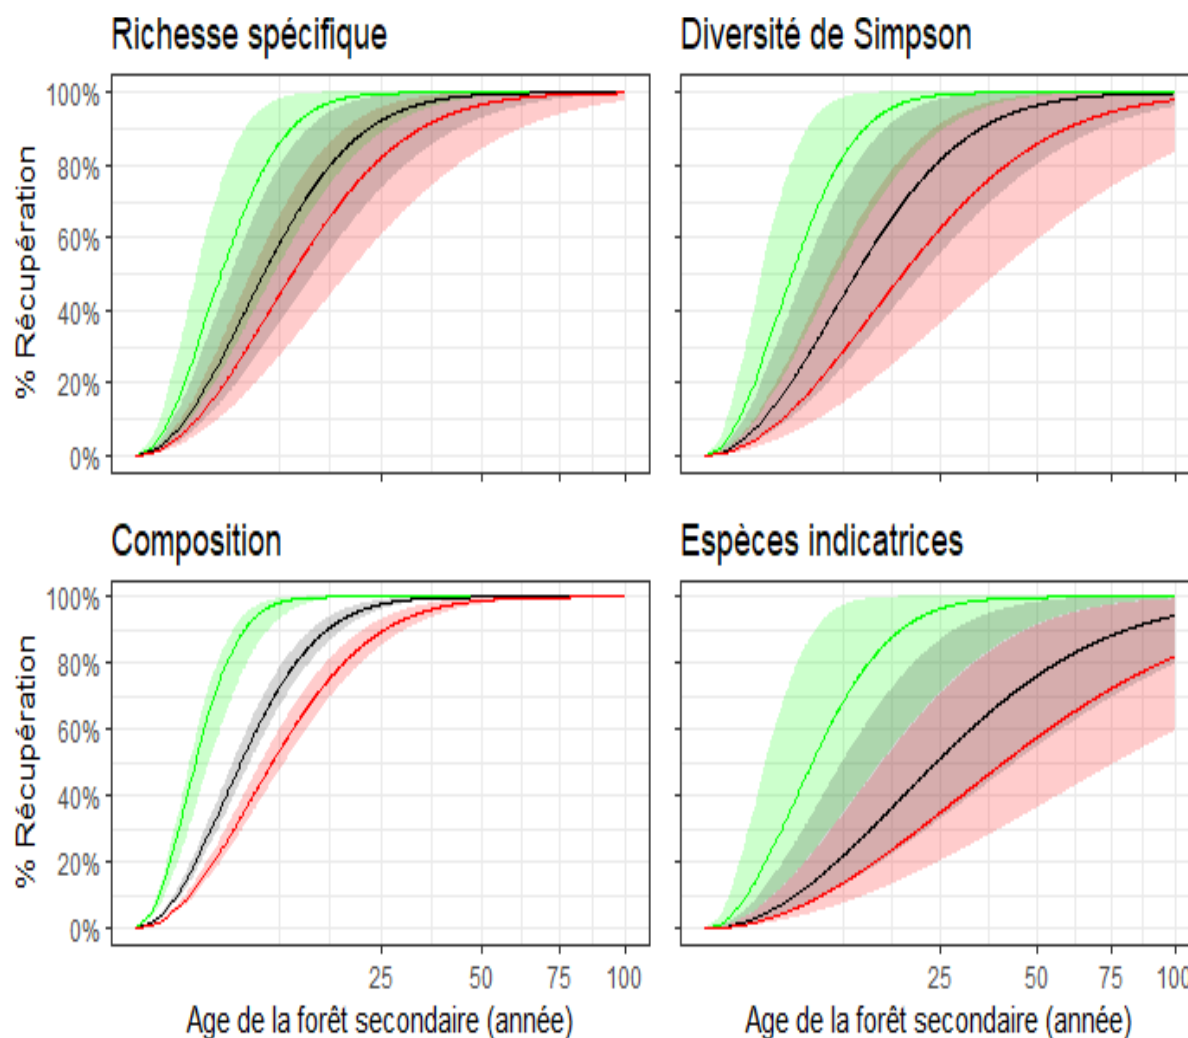 Richesse spécifique
Diversité de Simpson
% Récupération
100%
80%
60%
40%
20%
0%
Composition
Espèces indicatrices
% Récupération
100%
80%
60%
40%
20%
0%
25 50 75 100
25 50 75 100
Age de la forêt secondaire (année)
Age de la forêt secondaire (année)